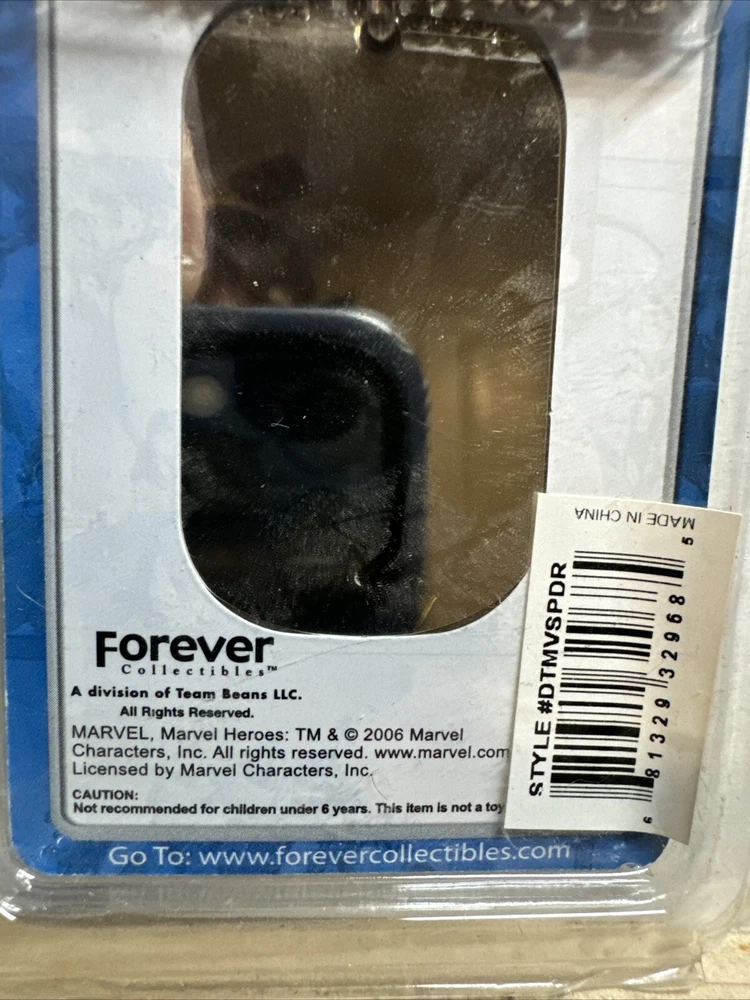 Forever
Collectibles™
A division of Team Beans LLC.
All Rights Reserved.
MARVEL, Marvel Heroes: TM & © 2006 Marvel
Characters, Inc. All rights reserved. www.marvel.com
Licensed by Marvel Characters, Inc.
CAUTION:
Not recommended for children under 6 years. This item is not a toy
Go To: www.forevercollectibles.com
MADE IN CHINA
STYLE #DTMVSPDR
6 81329 32968 5